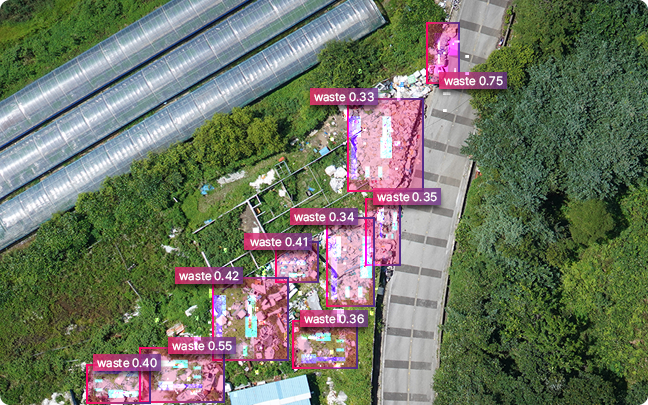 waste 0.75
waste 0.33
waste 0.35
waste 0.34
waste 0.41
waste 0.42
waste 0.36
waste 0.55
waste 0.40